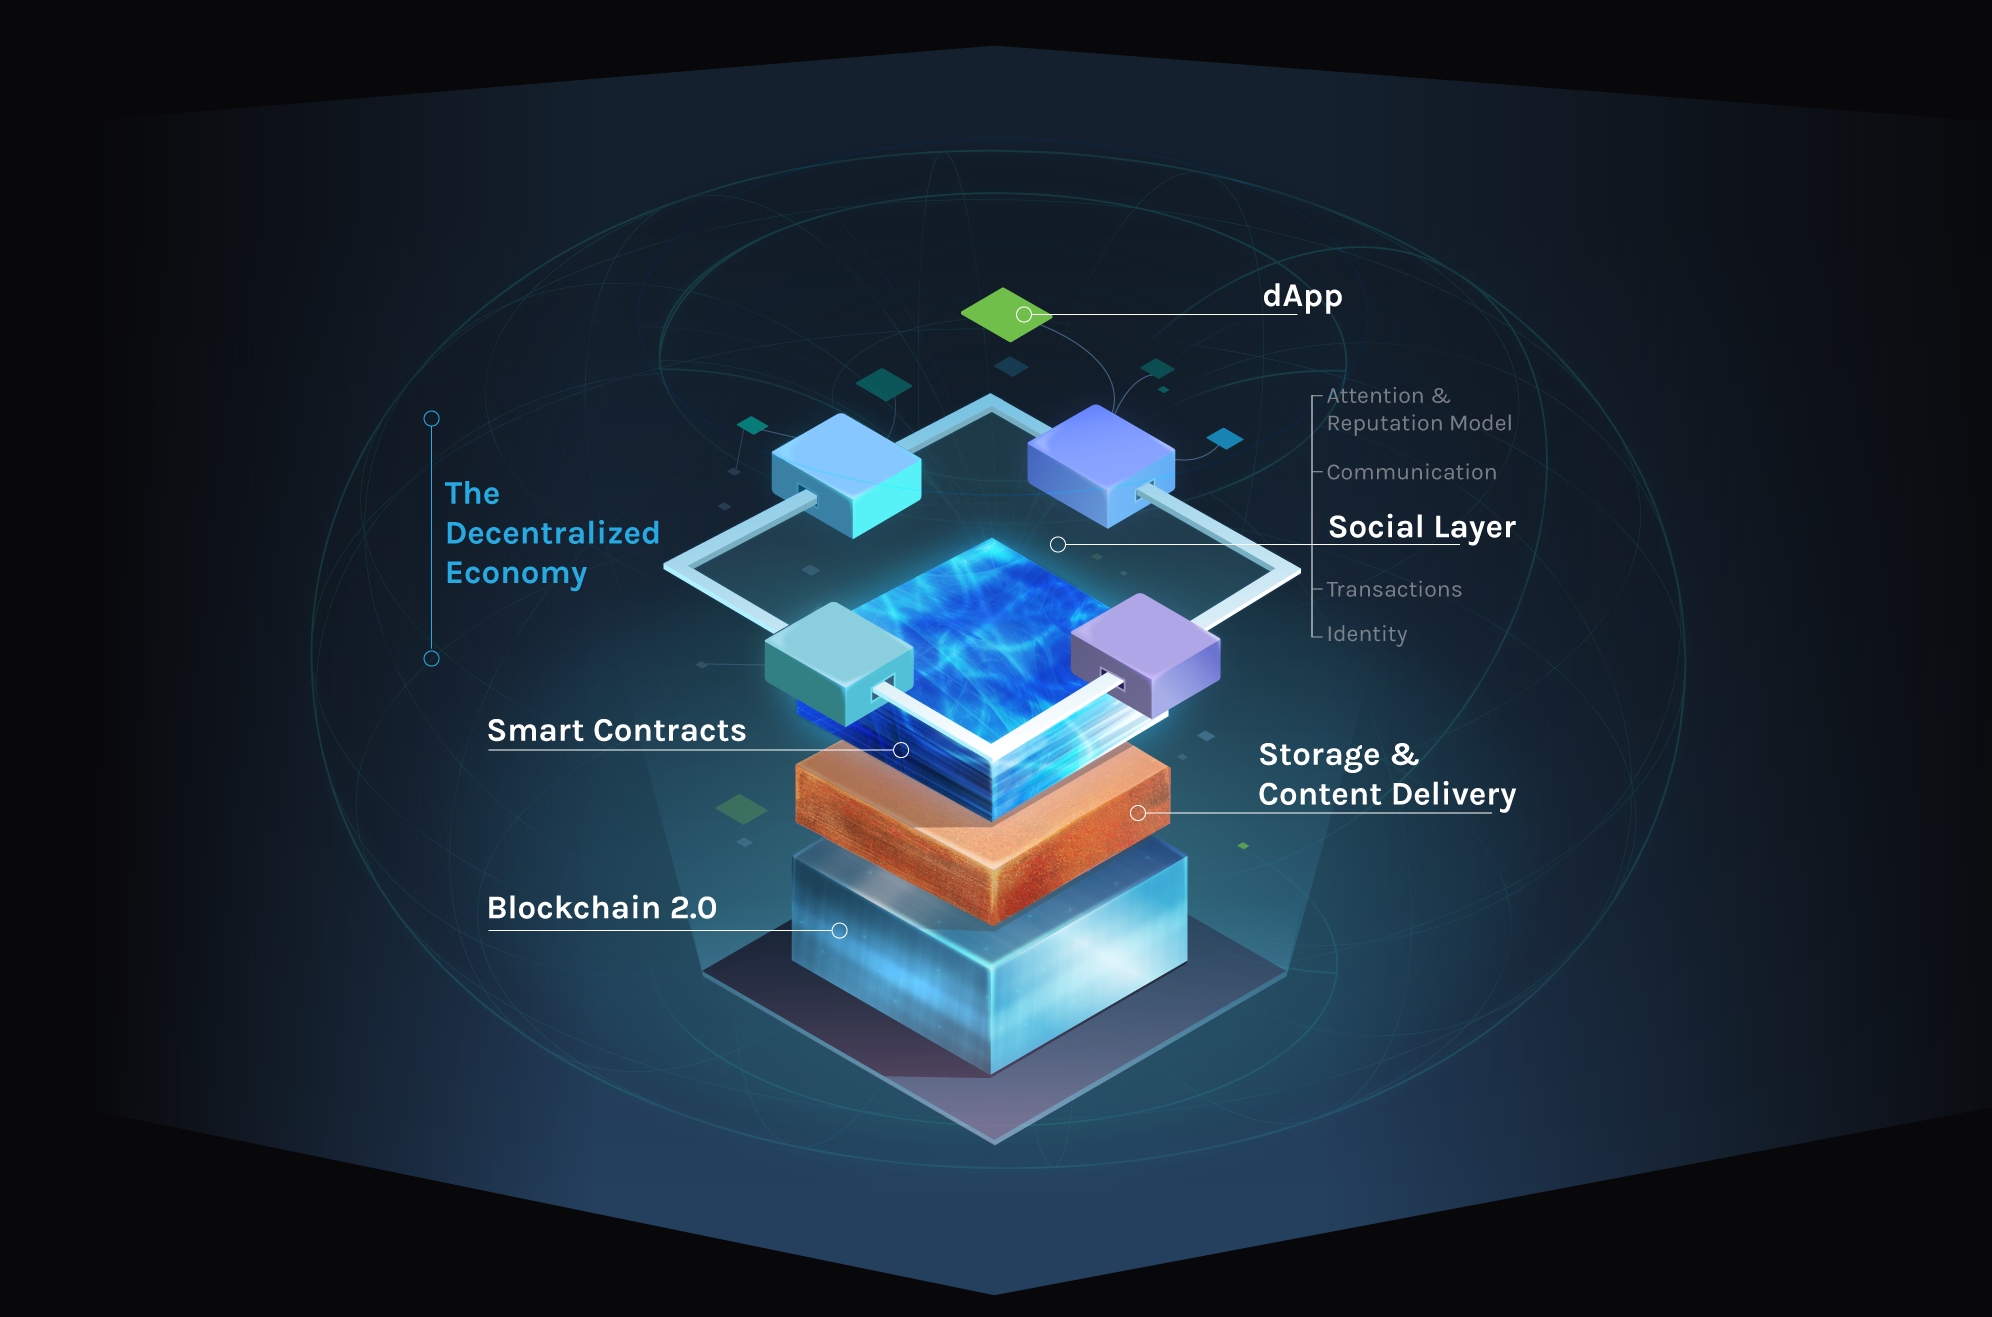 dApp
Attention &
Reputation Model
Communication
Social Layer
Transactions
Identity
The
Decentralized
Economy
Smart Contracts
Storage &
Content Delivery
Blockchain 2.0